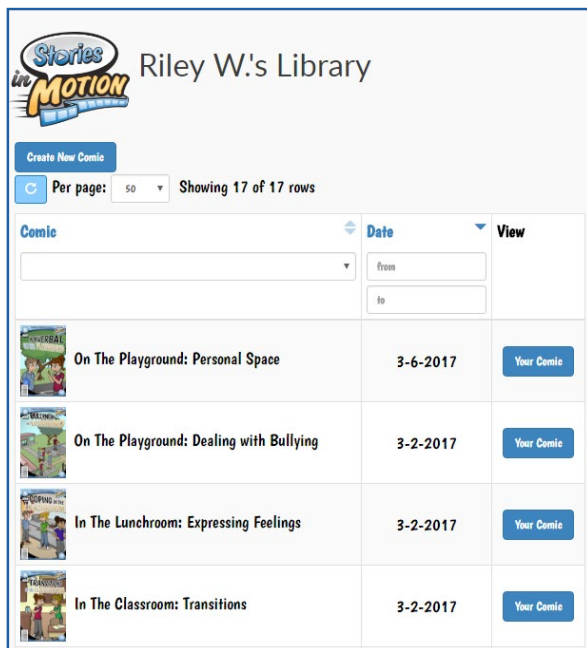 Stories
in MOTION
Riley W.'s Library
Create New Comic
Per page: 50 Showing 17 of 17 rows
Comic Date View
from
to
On The Playground: Personal Space 3-6-2017 Your Comic
On The Playground: Dealing with Bullying 3-2-2017 Your Comic
COPING IN THE
In The Lunchroom: Expressing Feelings 3-2-2017 Your Comic
In The Classroom: Transitions 3-2-2017 Your Comic